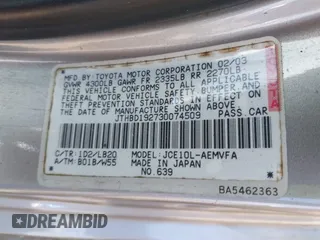 MFD. BY: TOYOTA MOTOR CORPORATION 02/03
GVWR 4300LB GAWR FR 2335LB RR 2270LB
THIS VEHICLE CONFORMS TO ALL APPLICABLE
FEDERAL MOTOR VEHICLE SAFETY, BUMPER, AND
THEFT PREVENTION STANDARDS IN EFFECT ON
THE DATE OF MANUFACTURE SHOWN ABOVE.
JTHBD192730074509 PASS.CAR
C/TR: 1D2/LB20 MODEL: JCE10L-AEMVFA
A/TM: B01B/W55 MADE IN JAPAN
NO.639
BA5462363
DEALER'S CHOICE